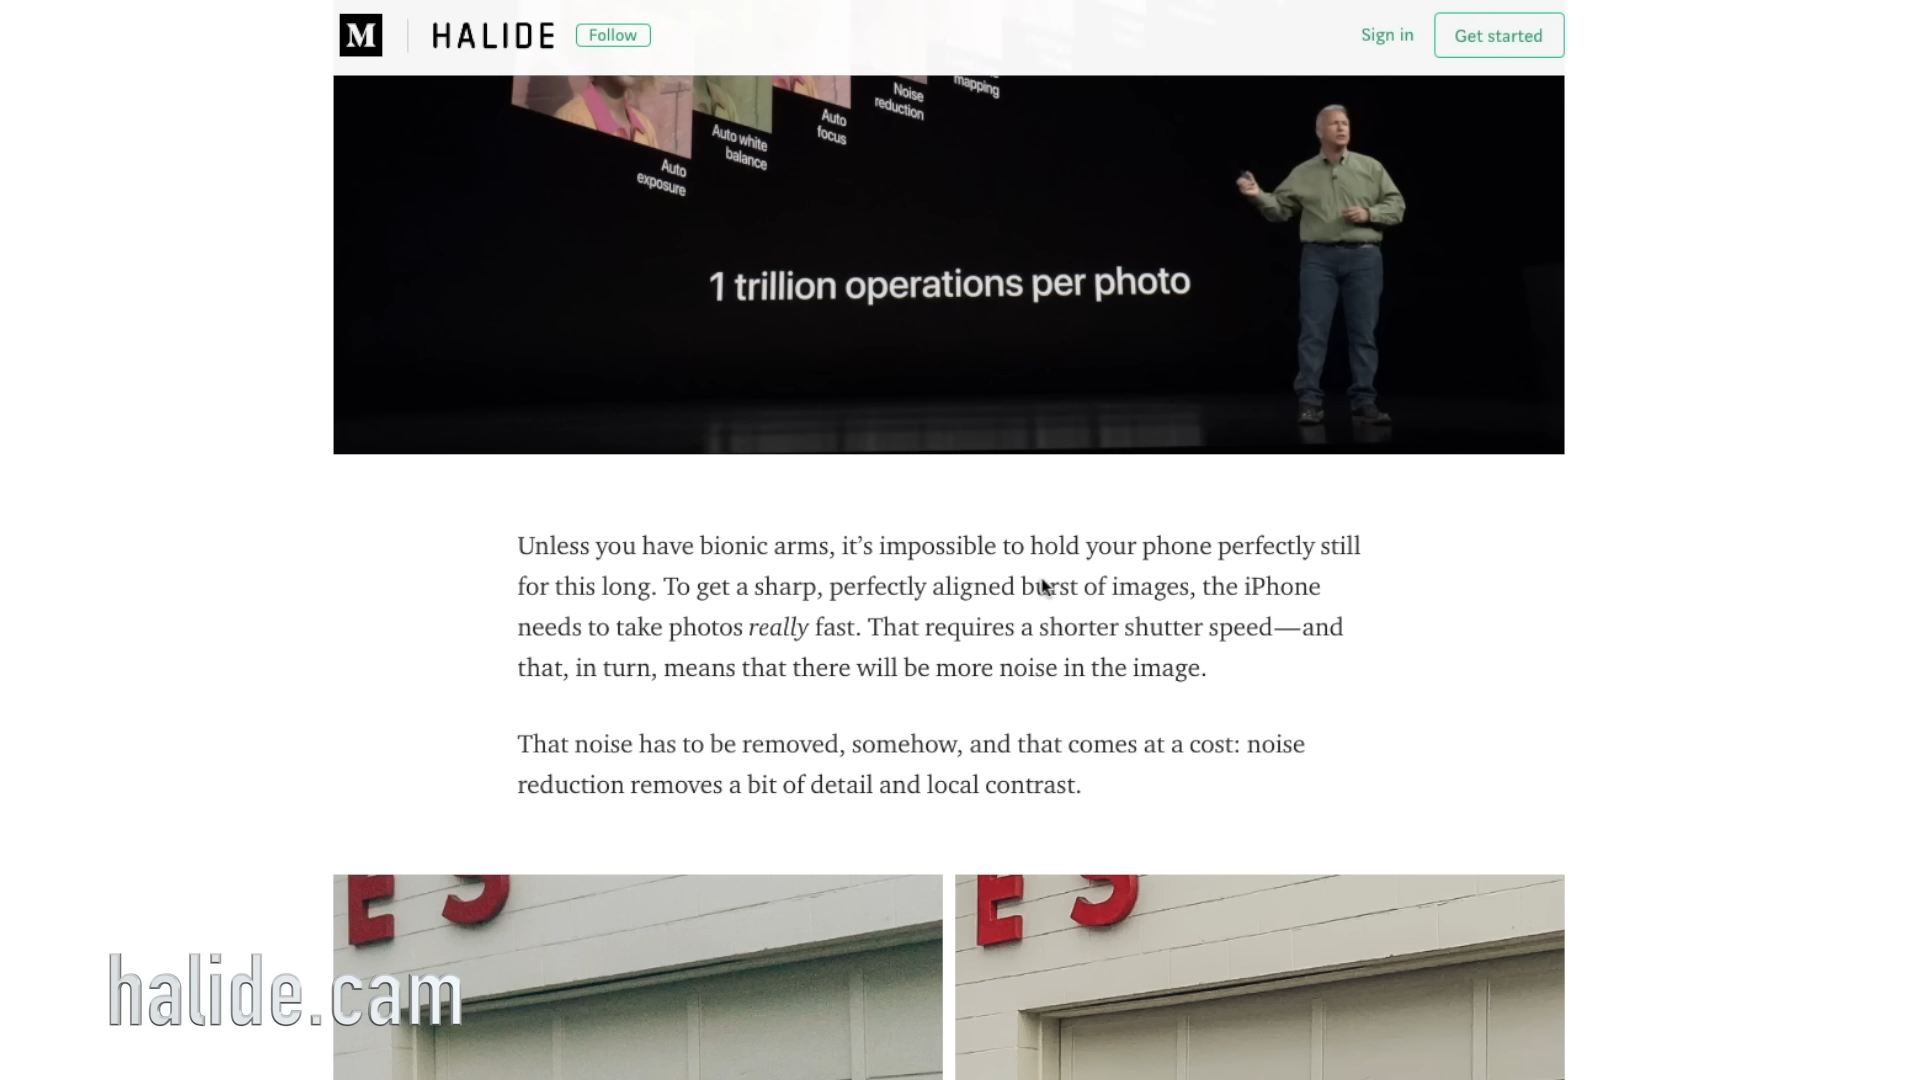 M HALIDE Follow Sign in Get started
mapping
Noise
reduction
Auto
focus
Auto white
balance
Auto
exposure
1 trillion operations per photo
Unless you have bionic arms, it’s impossible to hold your phone perfectly still
for this long. To get a sharp, perfectly aligned burst of images, the iPhone
needs to take photos really fast. That requires a shorter shutter speed—and
that, in turn, means that there will be more noise in the image.
That noise has to be removed, somehow, and that comes at a cost: noise
reduction removes a bit of detail and local contrast.
ES ES
halide.cam